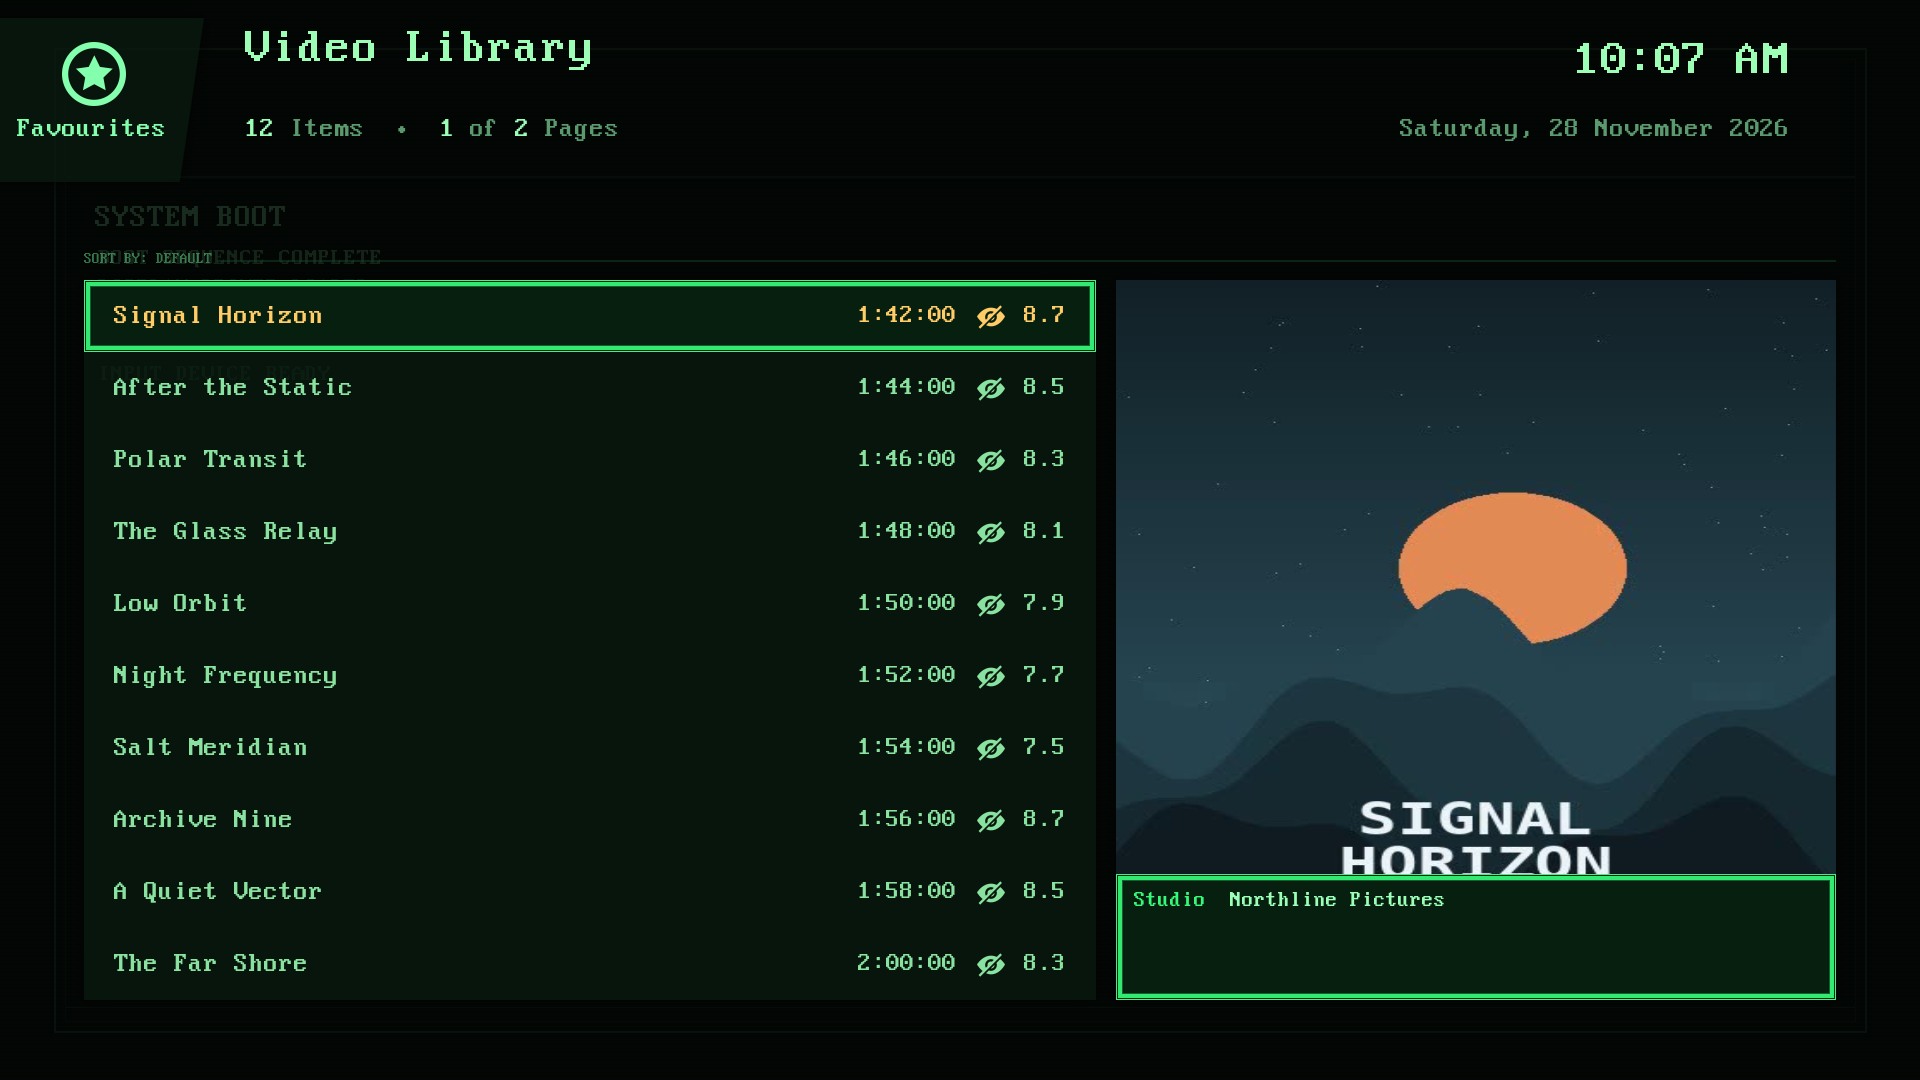 Favourites
Video Library
12 Items • 1 of 2 Pages
10:07 AM
Saturday, 28 November 2026
SYSTEM BOOT
SORT BY: DEFAULT
COMPLETE
Signal Horizon 1:42:00 8.7
INPUT DEVICE READY
After the Static 1:44:00 8.5
Polar Transit 1:46:00 8.3
The Glass Relay 1:48:00 8.1
Low Orbit 1:50:00 7.9
Night Frequency 1:52:00 7.7
Salt Meridian 1:54:00 7.5
Archive Nine 1:56:00 8.7
A Quiet Vector 1:58:00 8.5
The Far Shore 2:00:00 8.3
SIGNAL
HORIZON
Studio Northline Pictures